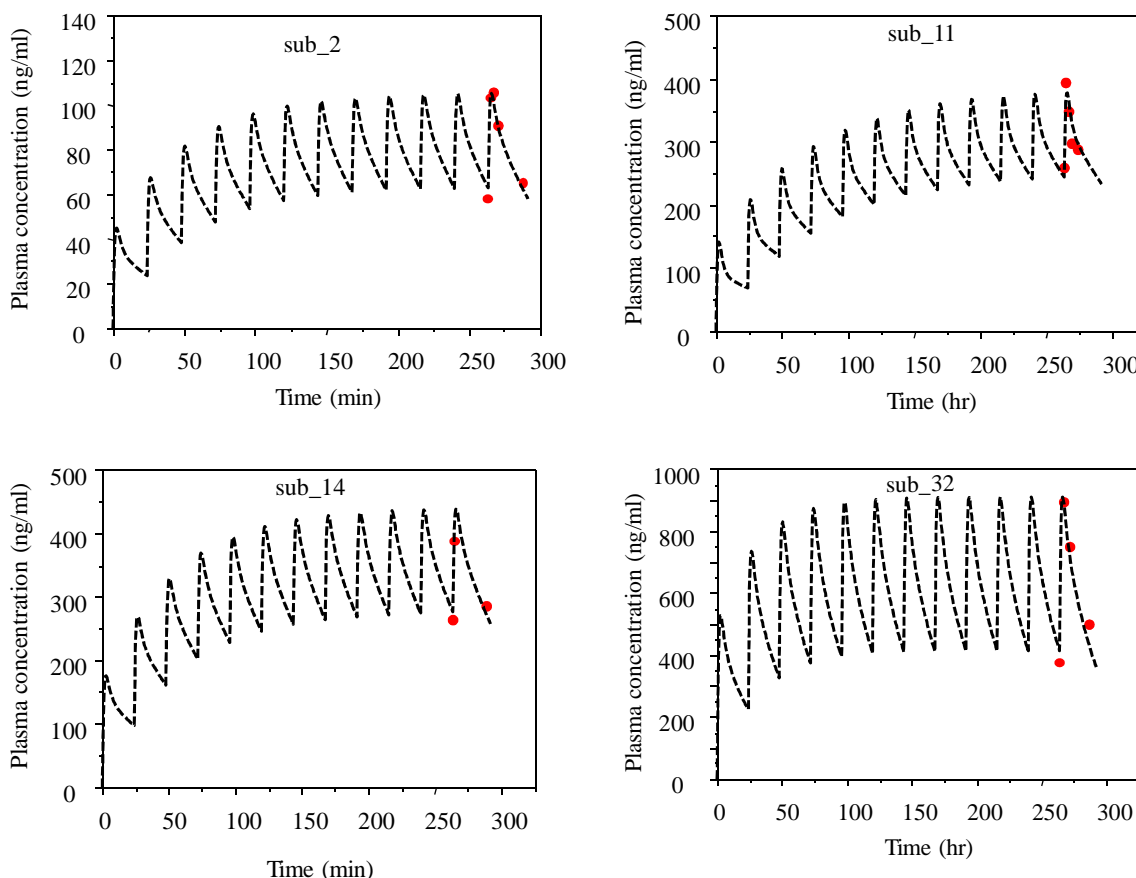 sub_2
Plasma concentration (ng/ml)
140
120
100
80
60
40
20
0
0 50 100 150 200 250 300
Time (min)
sub_11
Plasma concentration (ng/ml)
500
400
300
200
100
0
0 50 100 150 200 250 300
Time (hr)
sub_14
Plasma concentration (ng/ml)
500
400
300
200
100
0
0 50 100 150 200 250 300
Time (min)
sub_32
Plasma concentration (ng/ml)
1000
800
600
400
200
0
0 50 100 150 200 250 300
Time (hr)